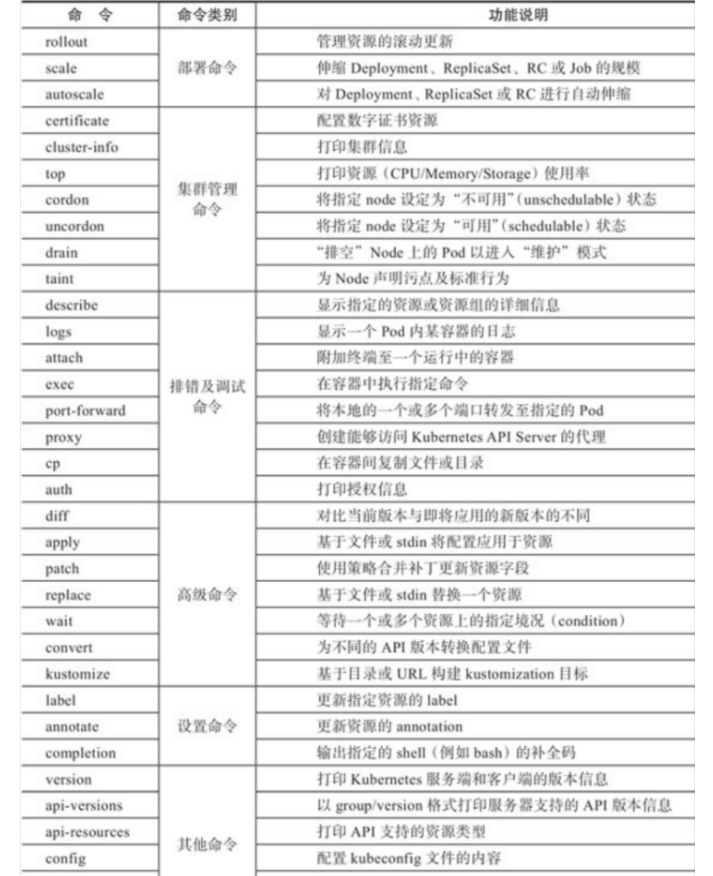 命 令 命令类别 功能说明
rollout 管理资源的滚动更新
scale 部署命令 伸缩 Deployment、ReplicaSet、RC 或 Job 的规模
autoscale 对 Deployment、ReplicaSet 或 RC 进行自动伸缩
certificate 配置数字证书资源
cluster-info 打印集群信息
top 打印资源（CPU/Memory/Storage）使用率
集群管理
cordon 将指定 node 设定为“不可用”（unschedulable）状态
命令
uncordon 将指定 node 设定为“可用”（schedulable）状态
drain “排空”Node 上的 Pod 以进入“维护”模式
taint 为 Node 声明污点及标准行为
describe 显示指定的资源或资源组的详细信息
logs 显示一个 Pod 内某容器的日志
attach 附加终端至一个运行中的容器
exec 排错及调试 在容器中执行指定命令
port-forward 命令 将本地的一个或多个端口转发至指定的 Pod
proxy 创建能够访问 Kubernetes API Server 的代理
cp 在容器间复制文件或目录
auth 打印授权信息
diff 对比当前版本与即将应用的新版本的不同
apply 基于文件或 stdin 将配置应用于资源
patch 使用策略合并补丁更新资源字段
replace 高级命令 基于文件或 stdin 替换一个资源
wait 等待一个或多个资源上的指定境况（condition）
convert 为不同的 API 版本转换配置文件
kustomize 基于目录或 URL 构建 kustomization 目标
label 更新指定资源的 label
annotate 设置命令 更新资源的 annotation
completion 输出指定的 shell（例如 bash）的补全码
version 打印 Kubernetes 服务端和客户端的版本信息
api-versions 以 group/version 格式打印服务器支持的 API 版本信息
api-resources 打印 API 支持的资源类型
其他命令
config 配置 kubeconfig 文件的内容